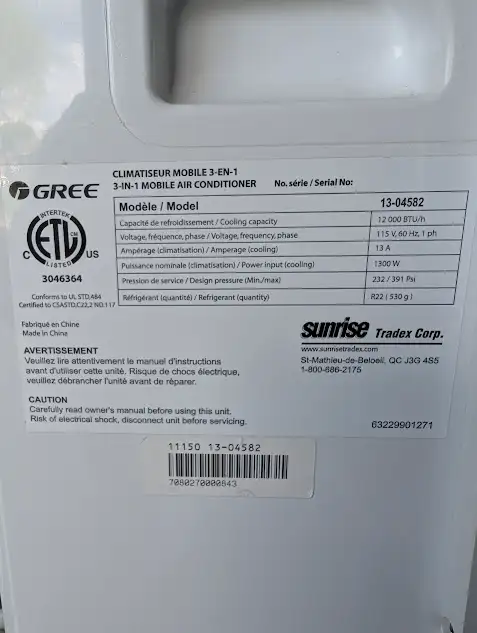 GREE
CLIMATISEUR MOBILE 3-EN-1
3-IN-1 MOBILE AIR CONDITIONER No. série / Serial No:
INTERTEK
ETL CM
LISTED
C US
3046364
Conforms to UL STD,484
Certified to CSASTD,C22,2 NO.117
Modèle / Model 13-04582
Capacité de refroidissement / Cooling capacity 12 000 BTU/h
Voltage, fréquence, phase / Voltage, frequency, phase 115 V, 60 Hz, 1 ph
Ampérage (climatisation) / Amperage (cooling) 13 A
Puissance nominale (climatisation) / Power input (cooling) 1300 W
Pression de service / Design pressure (Min./max) 232 / 391 Psi
Réfrigérant (quantité) / Refrigerant (quantity) R22 ( 530 g )
Fabriqué en Chine
Made in China
sunrise Tradex Corp.
www.sunrisetradex.com
St-Mathieu-de-Beloeil, QC J3G 4S5
1-800-686-2175
AVERTISSEMENT
Veuillez lire attentivement le manuel d'instructions
avant d'utiliser cette unité. Risque de chocs électrique,
veuillez débrancher l'unité avant de réparer.
CAUTION
Carefully read owner's manual before using this unit.
Risk of electrical shock, disconnect unit before servicing.
63229901271
11150 13-04582
7080270000843